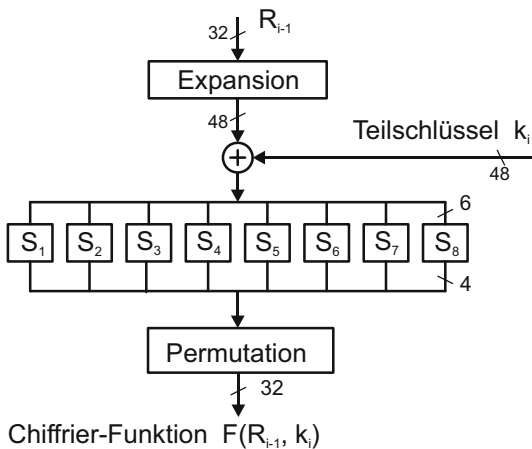 32 R_{i-1}
Expansion
48
Teilschlüssel k_i
48
+
6
S_1 S_2 S_3 S_4 S_5 S_6 S_7 S_8
4
Permutation
32
Chiffrier-Funktion F(R_{i-1}, k_i)